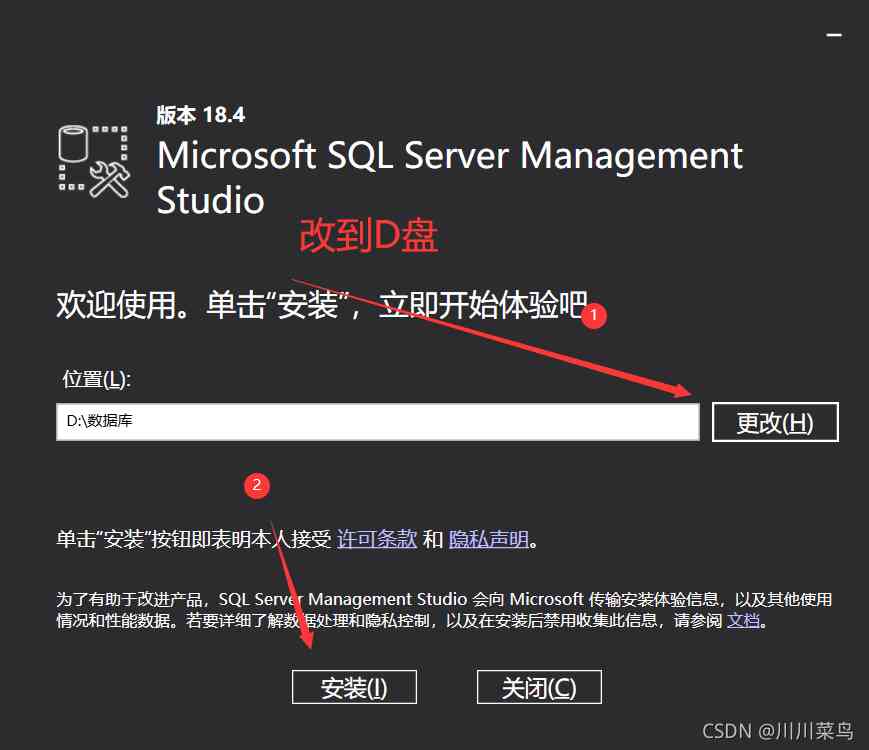 版本 18.4
Microsoft SQL Server Management
Studio
改到D盘
欢迎使用。单击“安装”，立即开始体验吧
1
位置(L):
D:\数据库
更改(H)
2
单击“安装”按钮即表明本人接受 许可条款 和 隐私声明。
为了有助于改进产品，SQL Server Management Studio 会向 Microsoft 传输安装体验信息，以及其他使用
情况和性能数据。若要详细了解数据处理和隐私控制，以及在安装后禁用收集此信息，请参阅 文档。
安装(I)
关闭(C)
CSDN @川川菜鸟